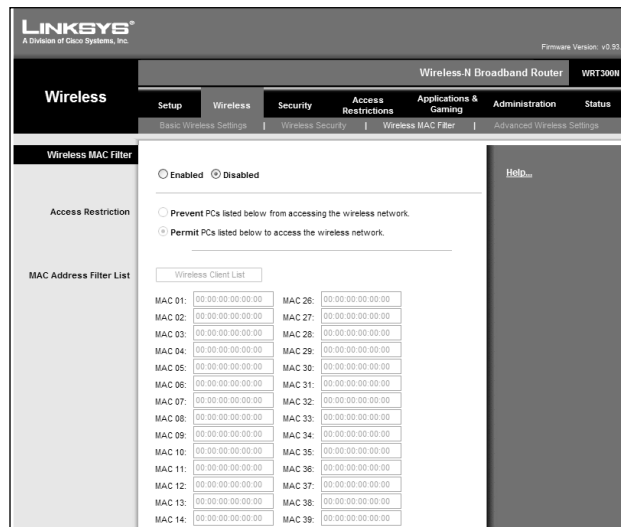 LINKSYS®
A Division of Cisco Systems, Inc.
Firmware Version: v0.93.
Wireless-N Broadband Router WRT300N
Wireless
Setup Wireless Security Access Restrictions Applications & Gaming Administration Status
Basic Wireless Settings | Wireless Security | Wireless MAC Filter | Advanced Wireless Settings
Wireless MAC Filter
Enabled Disabled
Help...
Access Restriction
Prevent PCs listed below from accessing the wireless network.
Permit PCs listed below to access the wireless network.
MAC Address Filter List
Wireless Client List
MAC 01: 00:00:00:00:00:00 MAC 26: 00:00:00:00:00:00
MAC 02: 00:00:00:00:00:00 MAC 27: 00:00:00:00:00:00
MAC 03: 00:00:00:00:00:00 MAC 28: 00:00:00:00:00:00
MAC 04: 00:00:00:00:00:00 MAC 29: 00:00:00:00:00:00
MAC 05: 00:00:00:00:00:00 MAC 30: 00:00:00:00:00:00
MAC 06: 00:00:00:00:00:00 MAC 31: 00:00:00:00:00:00
MAC 07: 00:00:00:00:00:00 MAC 32: 00:00:00:00:00:00
MAC 08: 00:00:00:00:00:00 MAC 33: 00:00:00:00:00:00
MAC 09: 00:00:00:00:00:00 MAC 34: 00:00:00:00:00:00
MAC 10: 00:00:00:00:00:00 MAC 35: 00:00:00:00:00:00
MAC 11: 00:00:00:00:00:00 MAC 36: 00:00:00:00:00:00
MAC 12: 00:00:00:00:00:00 MAC 37: 00:00:00:00:00:00
MAC 13: 00:00:00:00:00:00 MAC 38: 00:00:00:00:00:00
MAC 14: 00:00:00:00:00:00 MAC 39: 00:00:00:00:00:00